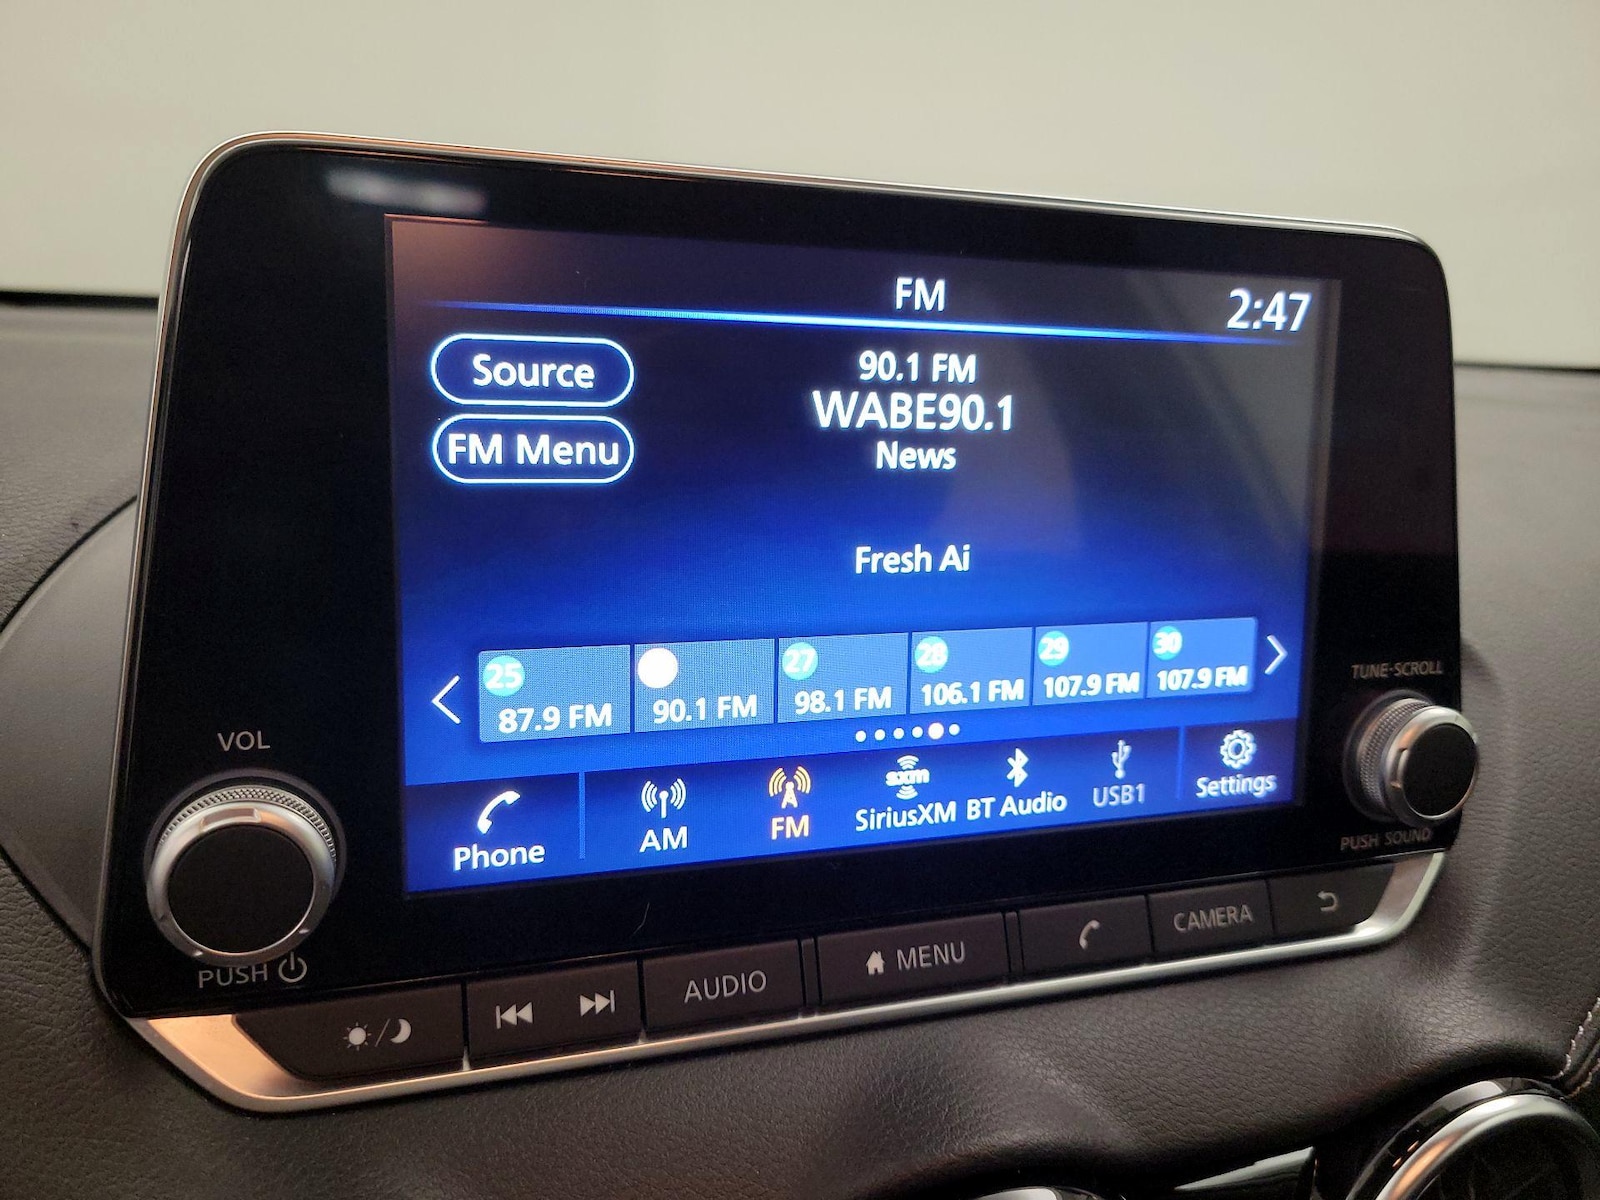 FM
2:47
Source
90.1 FM
WABE90.1
FM Menu
News
Fresh Ai
25
27
28
29
30
87.9 FM
90.1 FM
98.1 FM
106.1 FM
107.9 FM
107.9 FM
TUNE·SCROLL
VOL
Phone
AM
FM
sxm
SiriusXM
BT Audio
USB1
Settings
PUSH SOUND
PUSH
AUDIO
MENU
CAMERA